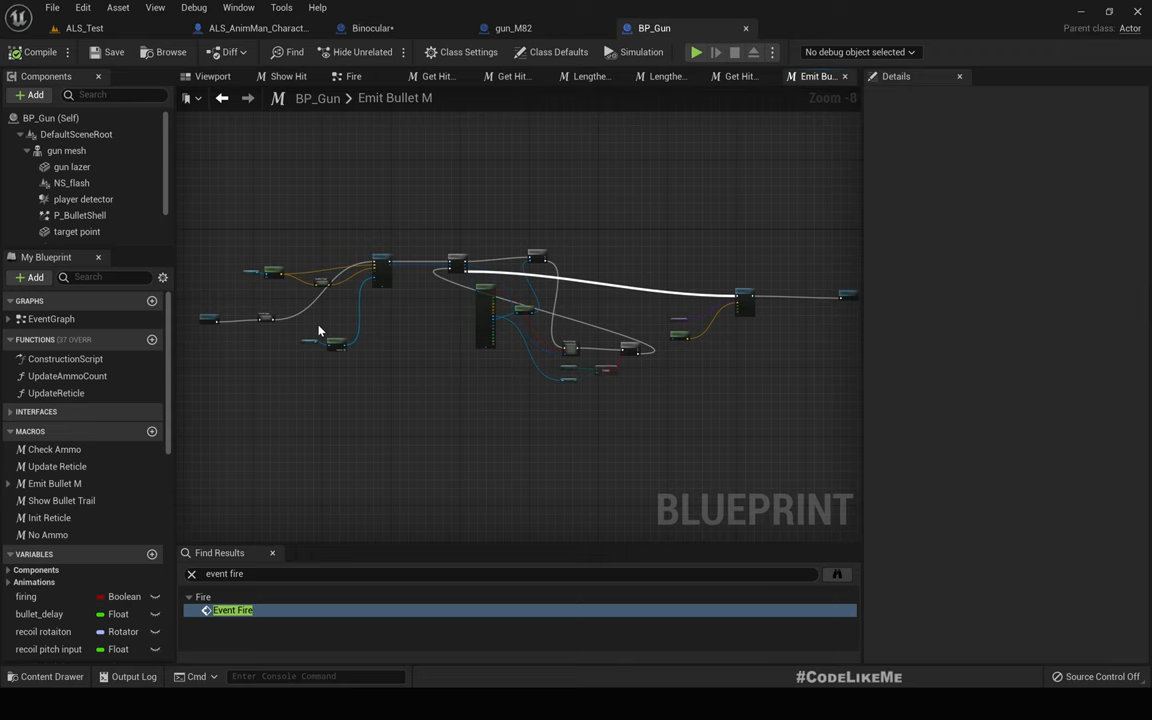 File Edit Asset View Debug Window Tools Help
ALS_Test ALS_AnimMan_Charact... Binocular* gun_M82 BP_Gun Parent class: Actor
Compile Save Browse Diff Find Hide Unrelated Class Settings Class Defaults Simulation No debug object selected
Components Viewport Show Hit Fire Get Hit... Get Hit... Lengthe... Lengthe... Get Hit... Emit Bu... Details
Add Search BP_Gun Emit Bullet M Zoom -8
BP_Gun (Self)
DefaultSceneRoot
gun mesh
gun lazer
NS_flash
player detector
P_BulletShell
target point
My Blueprint
Add Search
GRAPHS
EventGraph
FUNCTIONS (37 OVERR
ConstructionScript
UpdateAmmoCount
UpdateReticle
INTERFACES
MACROS
Check Ammo
Update Reticle
Emit Bullet M
Show Bullet Trail
Init Reticle
No Ammo
BLUEPRINT
VARIABLES
Components
Animations
firing Boolean
bullet_delay Float
recoil rotaiton Rotator
recoil pitch input Float
Find Results
event fire
Fire
Event Fire
Content Drawer Output Log Cmd Enter Console Command #CodeLikeMe Source Control Off